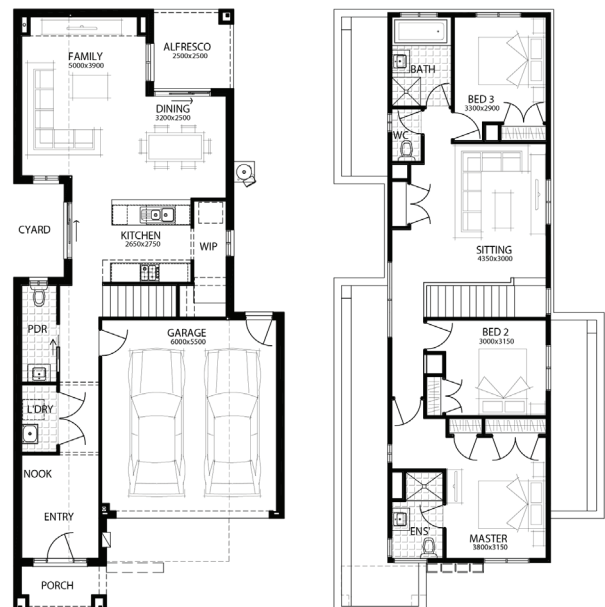 FAMILY
5000x3900
ALFRESCO
2500x2500
DINING
3200x2500
CYARD
KITCHEN
2650x2750
WIP
PDR
GARAGE
6000x5500
L'DRY
NOOK
ENTRY
PORCH
BATH
BED 3
3300x2900
WC
SITTING
4350x3000
BED 2
3000x3150
ENS'
MASTER
3800x3150